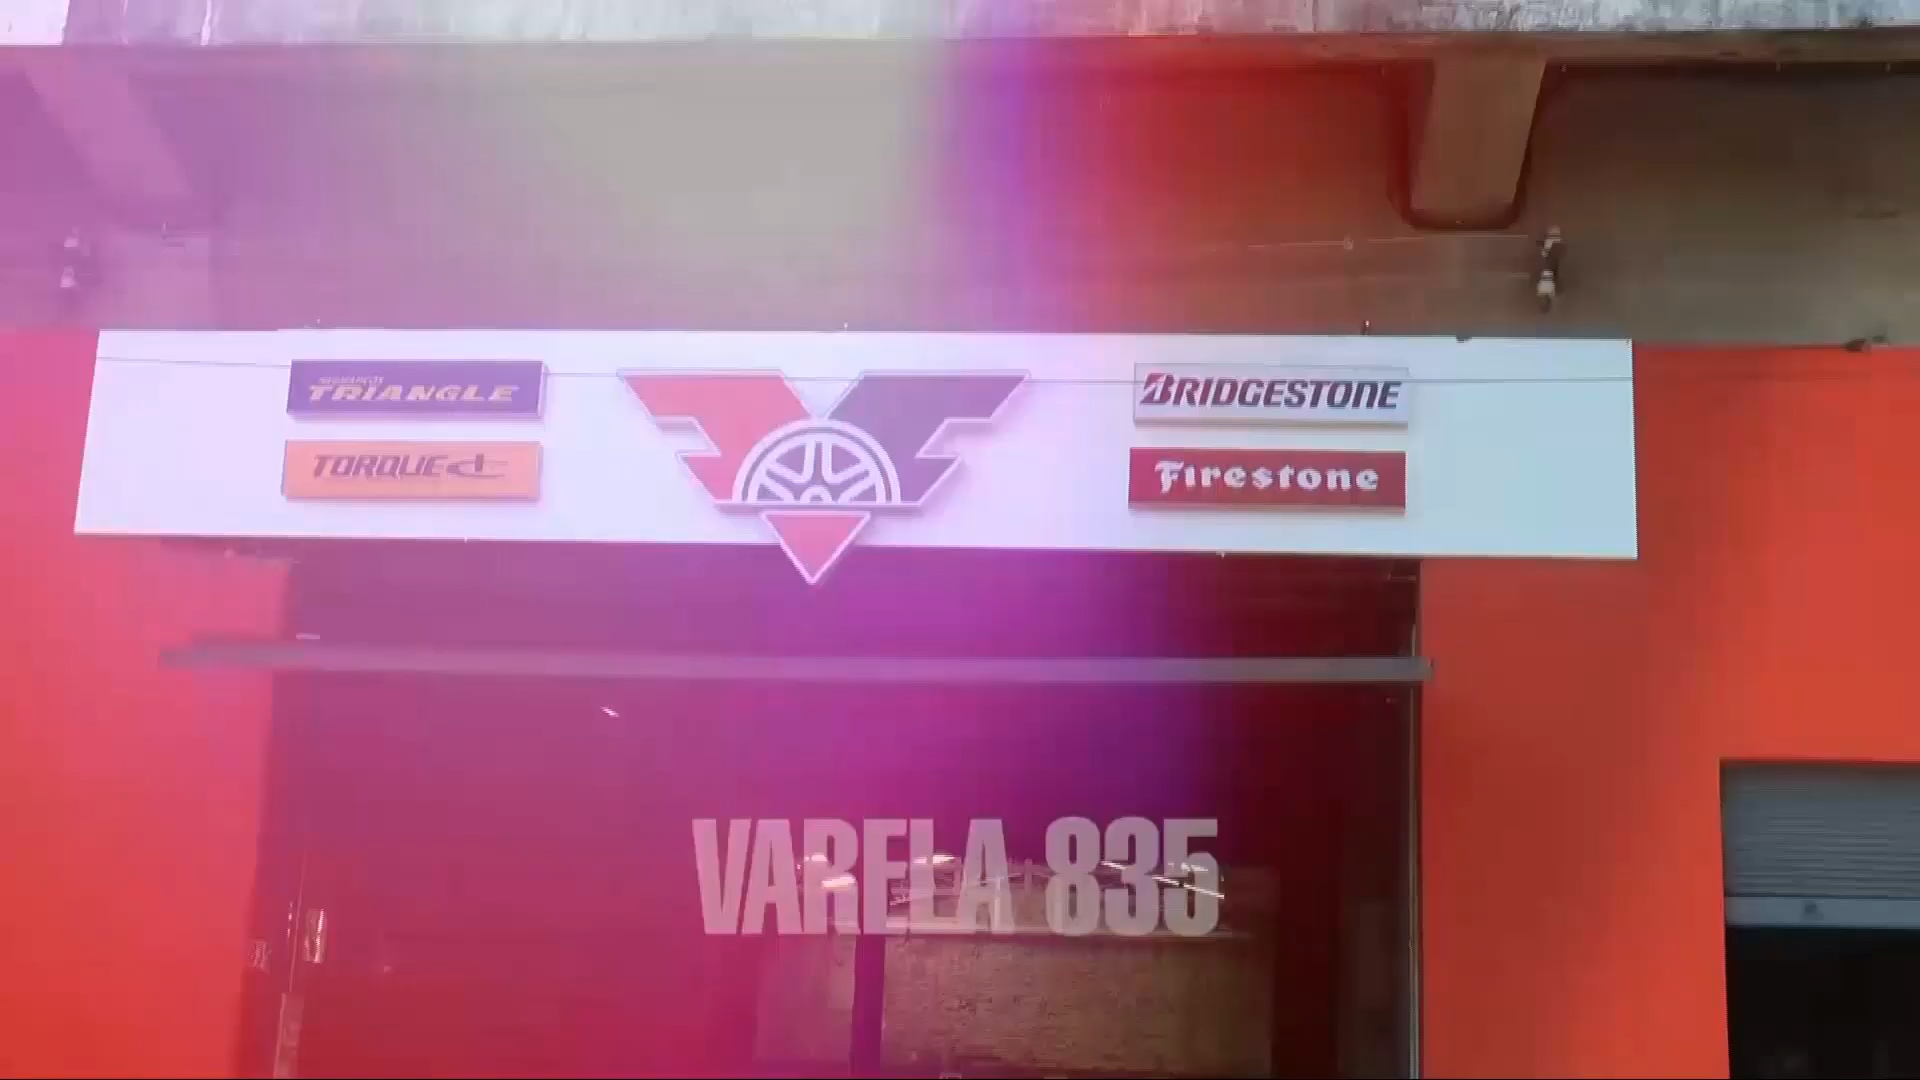 TRIANGLE
TORQUE
BRIDGESTONE
Firestone
VARELA 835